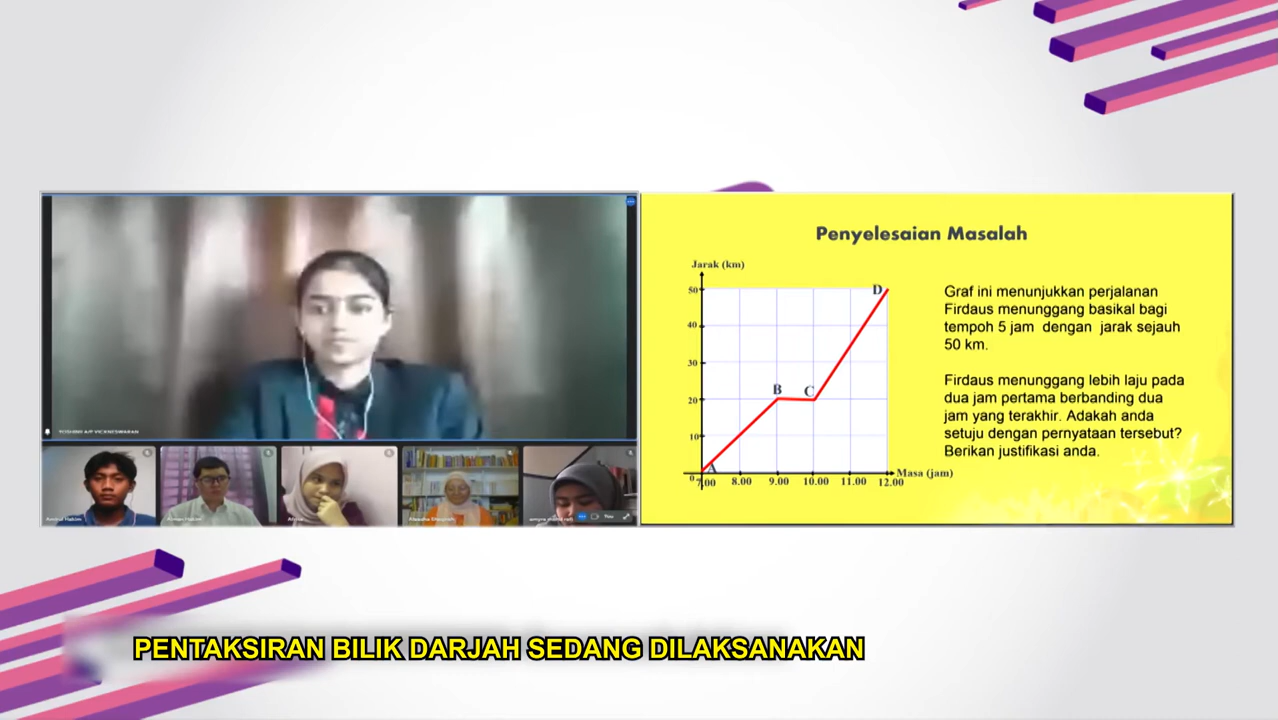 Penyelesaian Masalah
Jarak (km)
50
40
30
20
10
0
A
B
C
D
7.00
8.00
9.00
10.00
11.00
12.00
Masa (jam)
Graf ini menunjukkan perjalanan
Firdaus menunggang basikal bagi
tempoh 5 jam dengan jarak sejauh
50 km.
Firdaus menunggang lebih laju pada
dua jam pertama berbanding dua
jam yang terakhir. Adakah anda
setuju dengan pernyataan tersebut?
Berikan justifikasi anda.
PENTAKSIRAN BILIK DARJAH SEDANG DILAKSANAKAN